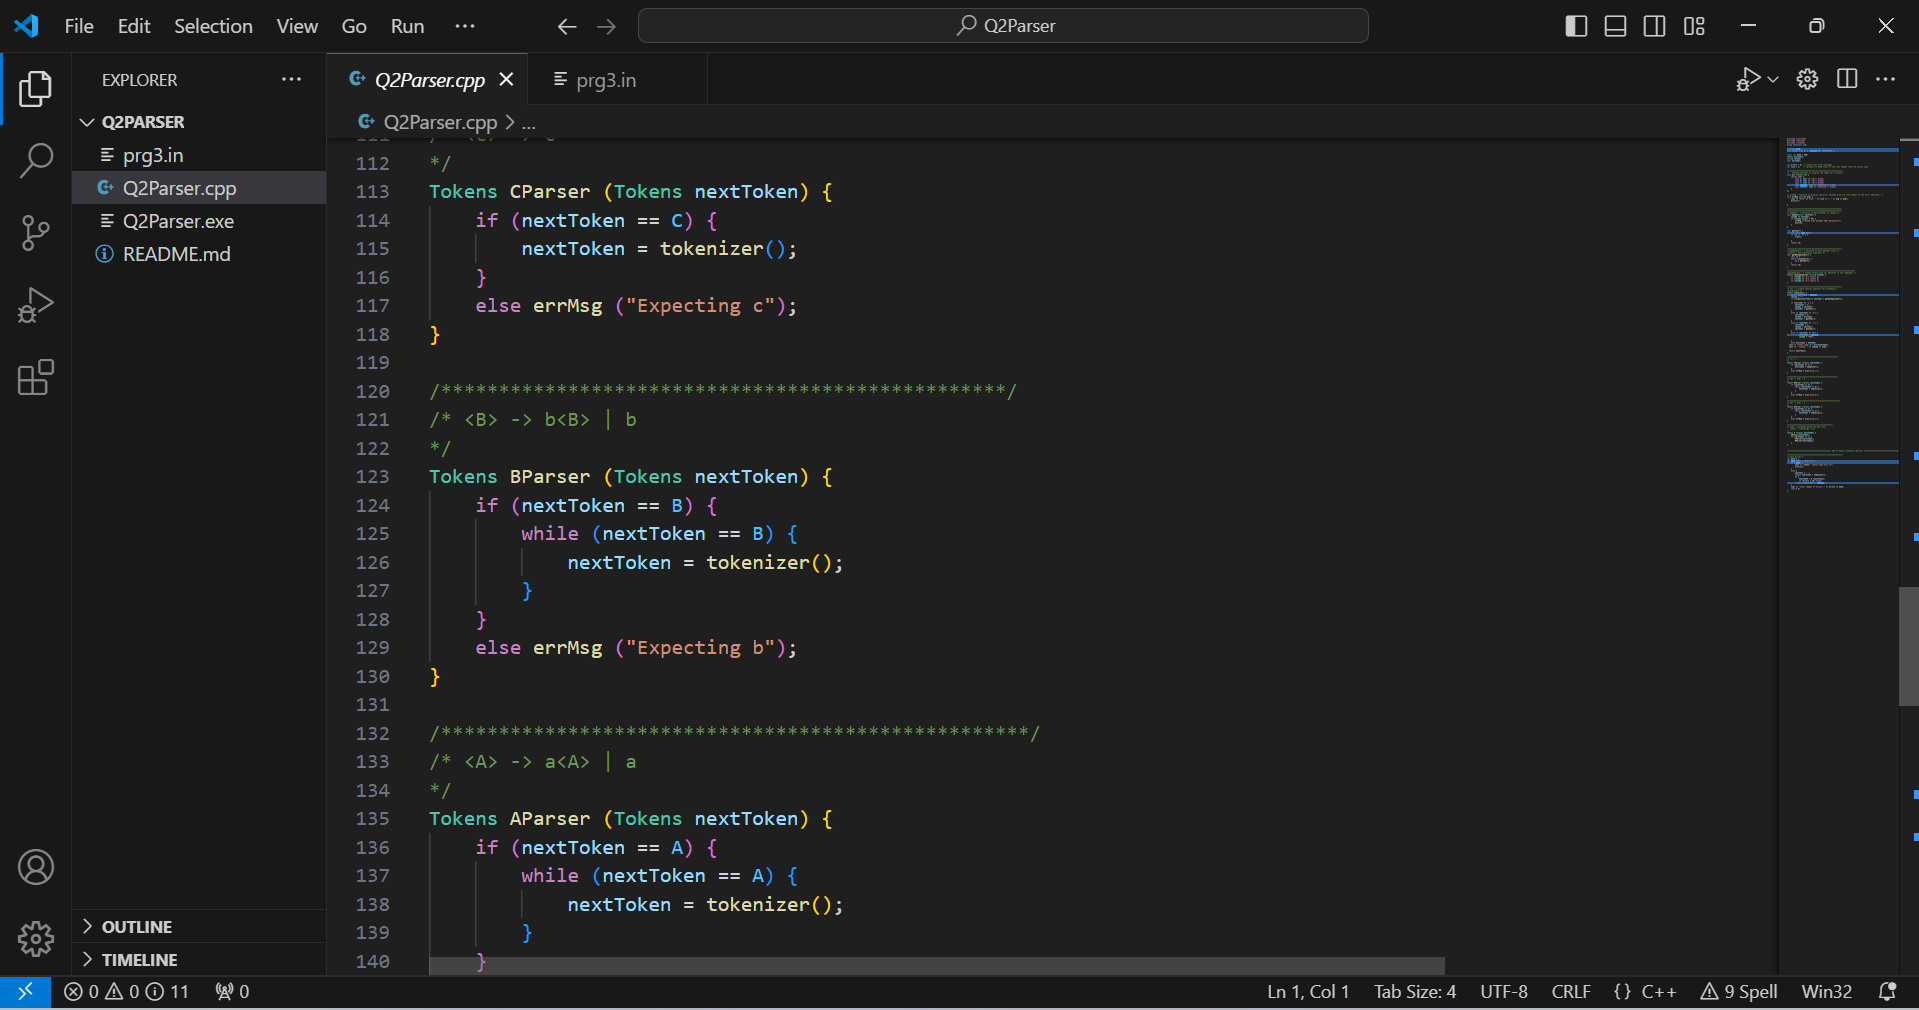 File Edit Selection View Go Run ···
Q2Parser
EXPLORER ···
Q2PARSER
prg3.in
Q2Parser.cpp
Q2Parser.exe
README.md
OUTLINE
TIMELINE
Q2Parser.cpp prg3.in
Q2Parser.cpp > ...
112 */
113 Tokens CParser (Tokens nextToken) {
114 if (nextToken == C) {
115 nextToken = tokenizer();
116 }
117 else errMsg ("Expecting c");
118 }
119
120 /*************************************************/
121 /* <B> -> b<B> | b
122 */
123 Tokens BParser (Tokens nextToken) {
124 if (nextToken == B) {
125 while (nextToken == B) {
126 nextToken = tokenizer();
127 }
128 }
129 else errMsg ("Expecting b");
130 }
131
132 /***************************************************/
133 /* <A> -> a<A> | a
134 */
135 Tokens AParser (Tokens nextToken) {
136 if (nextToken == A) {
137 while (nextToken == A) {
138 nextToken = tokenizer();
139 }
140 }
0 0 11 0 Ln 1, Col 1 Tab Size: 4 UTF-8 CRLF {} C++ 9 Spell Win32